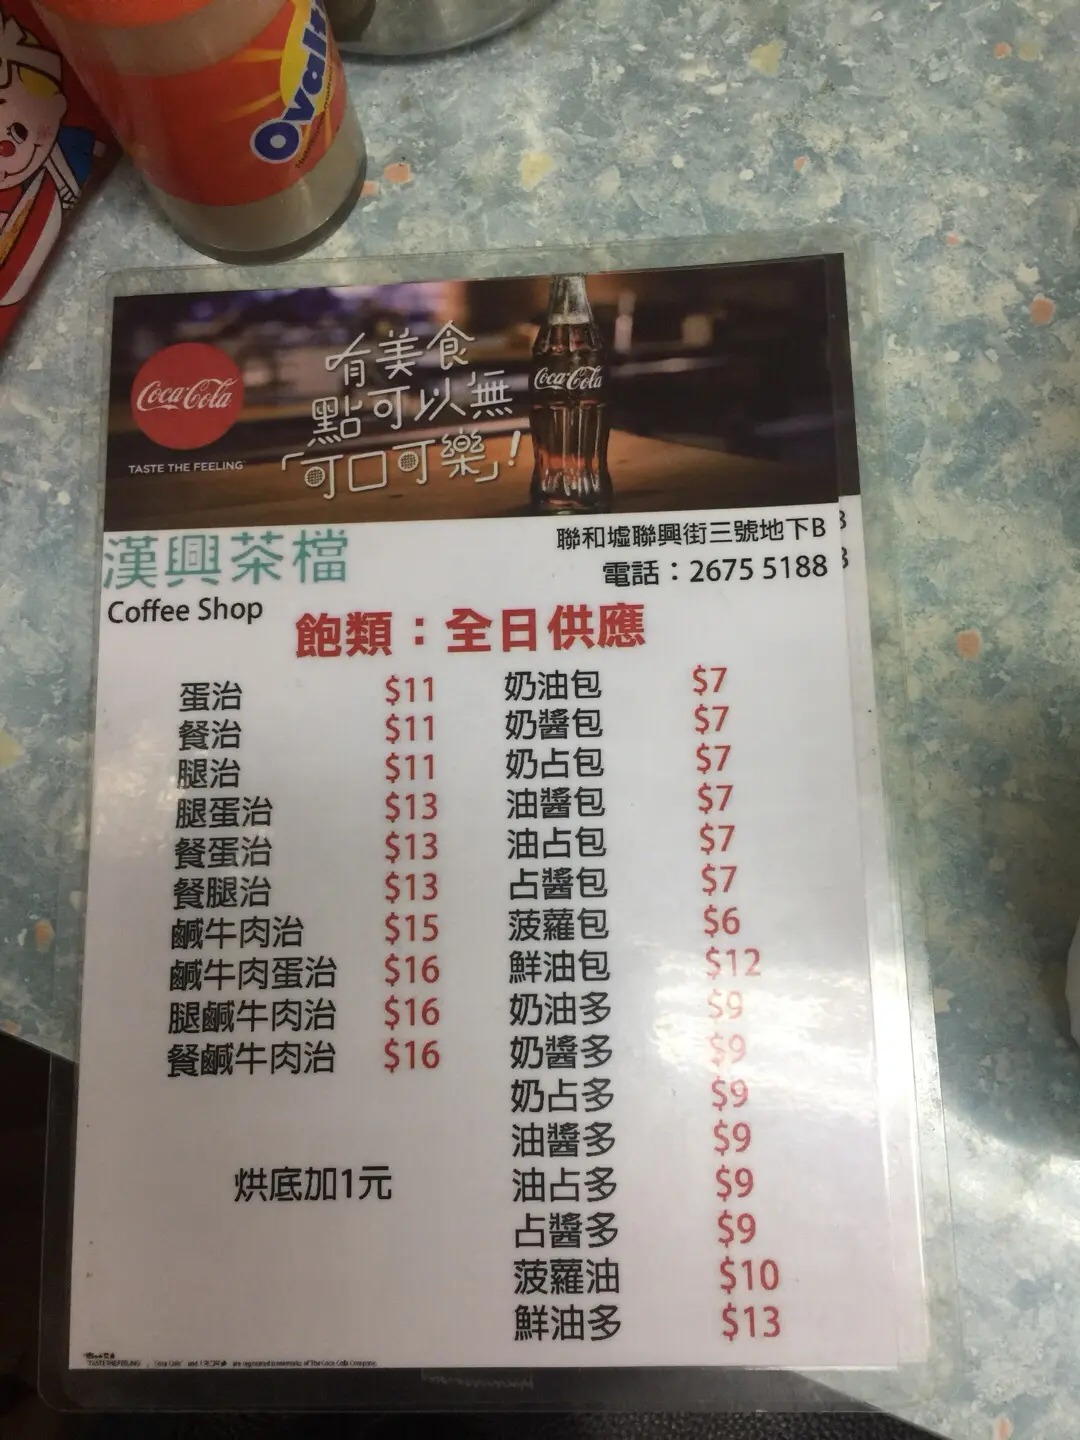 Ovalti
有美食
點可以無
「可口可樂」!
Coca-Cola
TASTE THE FEELING
Coca-Cola
漢興茶檔
Coffee Shop
聯和墟聯興街三號地下B
電話：2675 5188
飽類：全日供應
蛋治 $11
餐治 $11
腿治 $11
腿蛋治 $13
餐蛋治 $13
餐腿治 $13
鹹牛肉治 $15
鹹牛肉蛋治 $16
腿鹹牛肉治 $16
餐鹹牛肉治 $16
烘底加1元
奶油包 $7
奶醬包 $7
奶占包 $7
油醬包 $7
油占包 $7
占醬包 $7
菠蘿包 $6
鮮油包 $12
奶油多 $9
奶醬多 $9
奶占多 $9
油醬多 $9
油占多 $9
占醬多 $9
菠蘿油 $10
鮮油多 $13